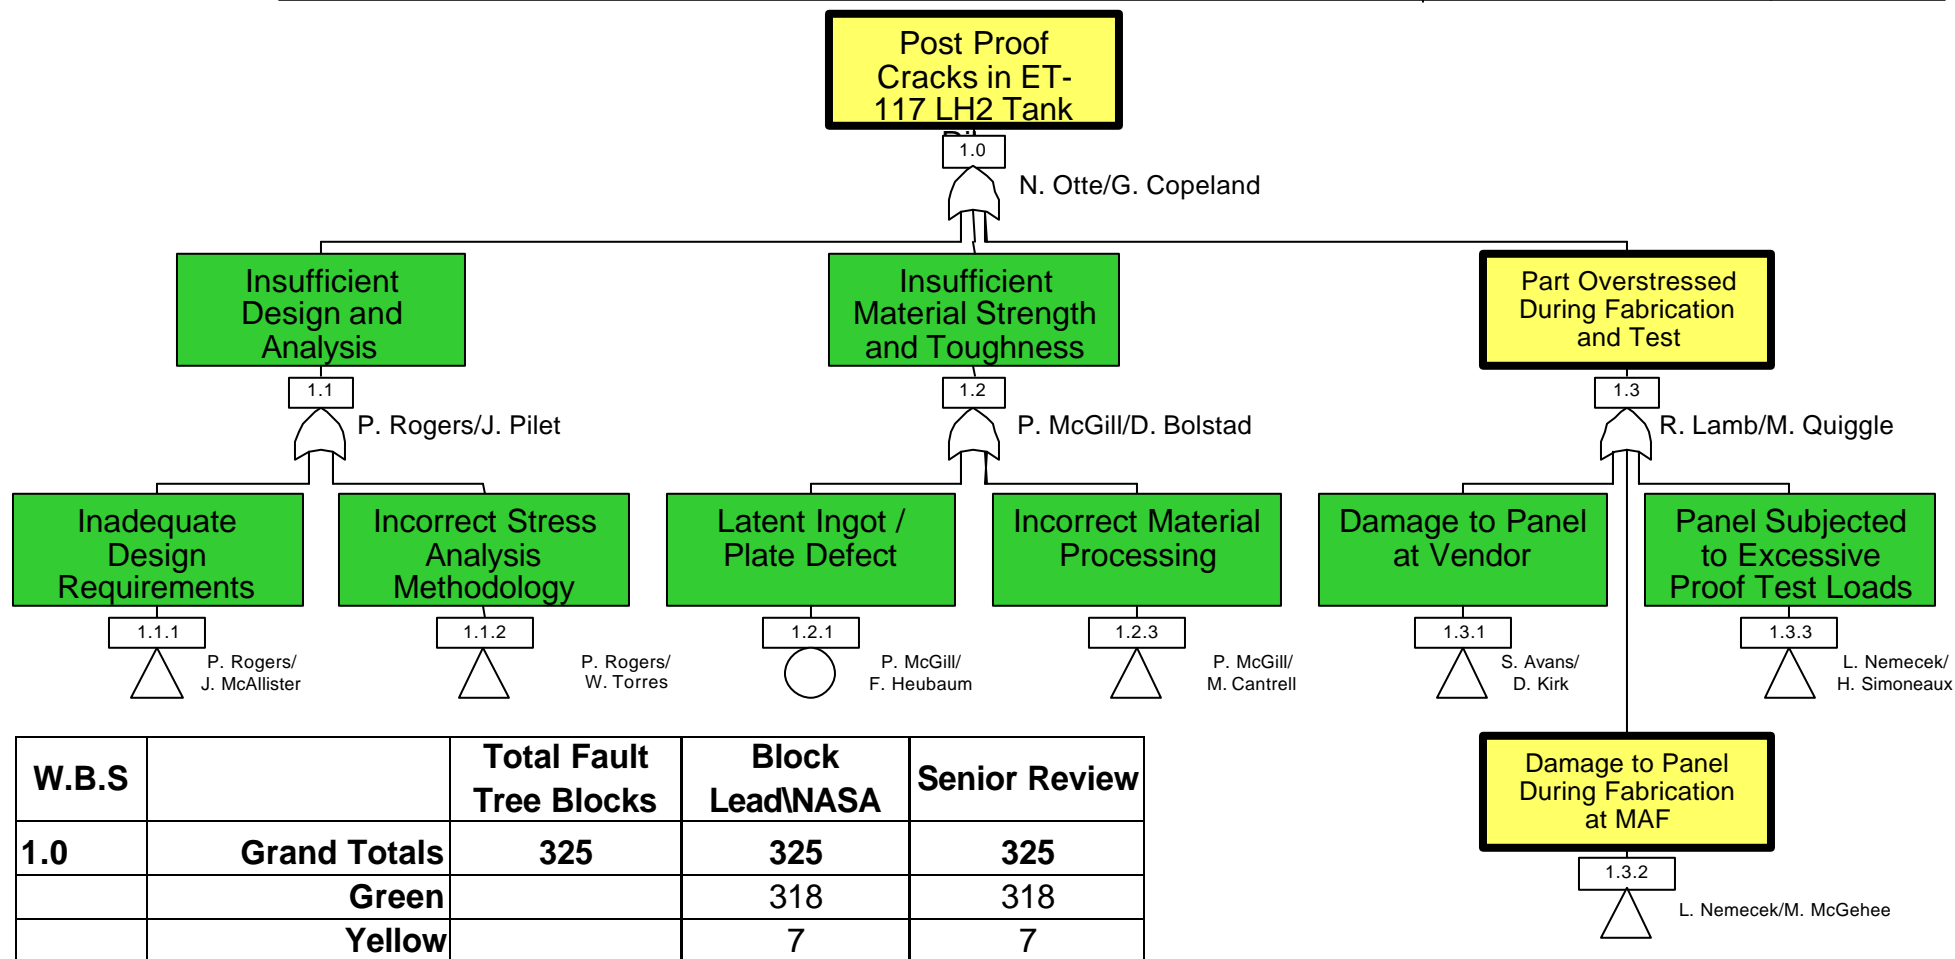 Post Proof
Cracks in ET-
117 LH2 Tank
1.0
N. Otte/G. Copeland
Insufficient
Design and
Analysis
1.1
P. Rogers/J. Pilet
Insufficient
Material Strength
and Toughness
1.2
P. McGill/D. Bolstad
Part Overstressed
During Fabrication
and Test
1.3
R. Lamb/M. Quiggle
Inadequate
Design
Requirements
1.1.1
P. Rogers/
J. McAllister
Incorrect Stress
Analysis
Methodology
1.1.2
P. Rogers/
W. Torres
Latent Ingot /
Plate Defect
1.2.1
P. McGill/
F. Heubaum
Incorrect Material
Processing
1.2.3
P. McGill/
M. Cantrell
Damage to Panel
at Vendor
1.3.1
S. Avans/
D. Kirk
Panel Subjected
to Excessive
Proof Test Loads
1.3.3
L. Nemecek/
H. Simoneaux
Damage to Panel
During Fabrication
at MAF
1.3.2
L. Nemecek/M. McGehee
W.B.S Total Fault Tree Blocks Block Lead\NASA Senior Review
1.0 Grand Totals 325 325 325
Green 318 318
Yellow 7 7